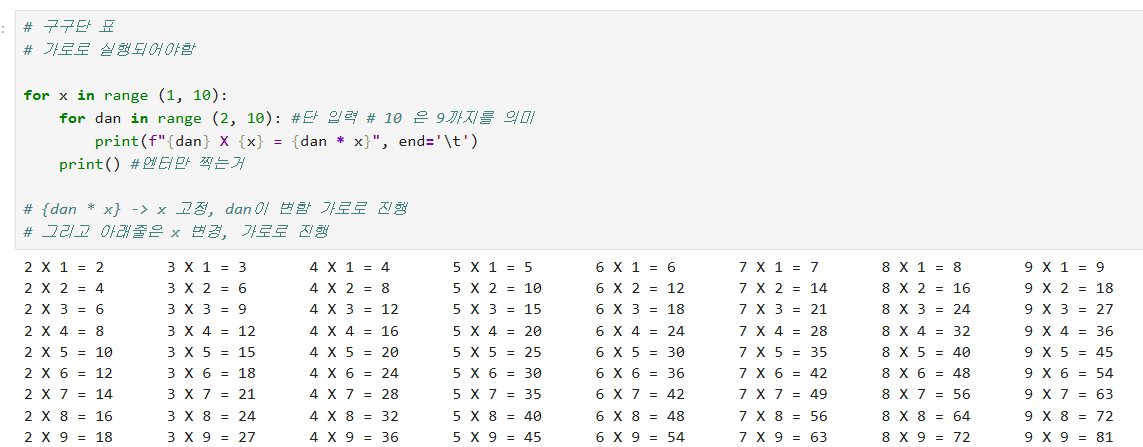 # 구구단 표
# 가로로 실행되어야함
for x in range (1, 10):
    for dan in range (2, 10): #단 입력 # 10 은 9까지를 의미
        print(f"{dan} X {x} = {dan * x}", end='\t')
    print() #엔터만 찍는거
# {dan * x} -> x 고정, dan이 변함 가로로 진행
# 그리고 아래줄은 x 변경, 가로로 진행
2 X 1 = 2	3 X 1 = 3	4 X 1 = 4	5 X 1 = 5	6 X 1 = 6	7 X 1 = 7	8 X 1 = 8	9 X 1 = 9
2 X 2 = 4	3 X 2 = 6	4 X 2 = 8	5 X 2 = 10	6 X 2 = 12	7 X 2 = 14	8 X 2 = 16	9 X 2 = 18
2 X 3 = 6	3 X 3 = 9	4 X 3 = 12	5 X 3 = 15	6 X 3 = 18	7 X 3 = 21	8 X 3 = 24	9 X 3 = 27
2 X 4 = 8	3 X 4 = 12	4 X 4 = 16	5 X 4 = 20	6 X 4 = 24	7 X 4 = 28	8 X 4 = 32	9 X 4 = 36
2 X 5 = 10	3 X 5 = 15	4 X 5 = 20	5 X 5 = 25	6 X 5 = 30	7 X 5 = 35	8 X 5 = 40	9 X 5 = 45
2 X 6 = 12	3 X 6 = 18	4 X 6 = 24	5 X 6 = 30	6 X 6 = 36	7 X 6 = 42	8 X 6 = 48	9 X 6 = 54
2 X 7 = 14	3 X 7 = 21	4 X 7 = 28	5 X 7 = 35	6 X 7 = 42	7 X 7 = 49	8 X 7 = 56	9 X 7 = 63
2 X 8 = 16	3 X 8 = 24	4 X 8 = 32	5 X 8 = 40	6 X 8 = 48	7 X 8 = 56	8 X 8 = 64	9 X 8 = 72
2 X 9 = 18	3 X 9 = 27	4 X 9 = 36	5 X 9 = 45	6 X 9 = 54	7 X 9 = 63	8 X 9 = 72	9 X 9 = 81